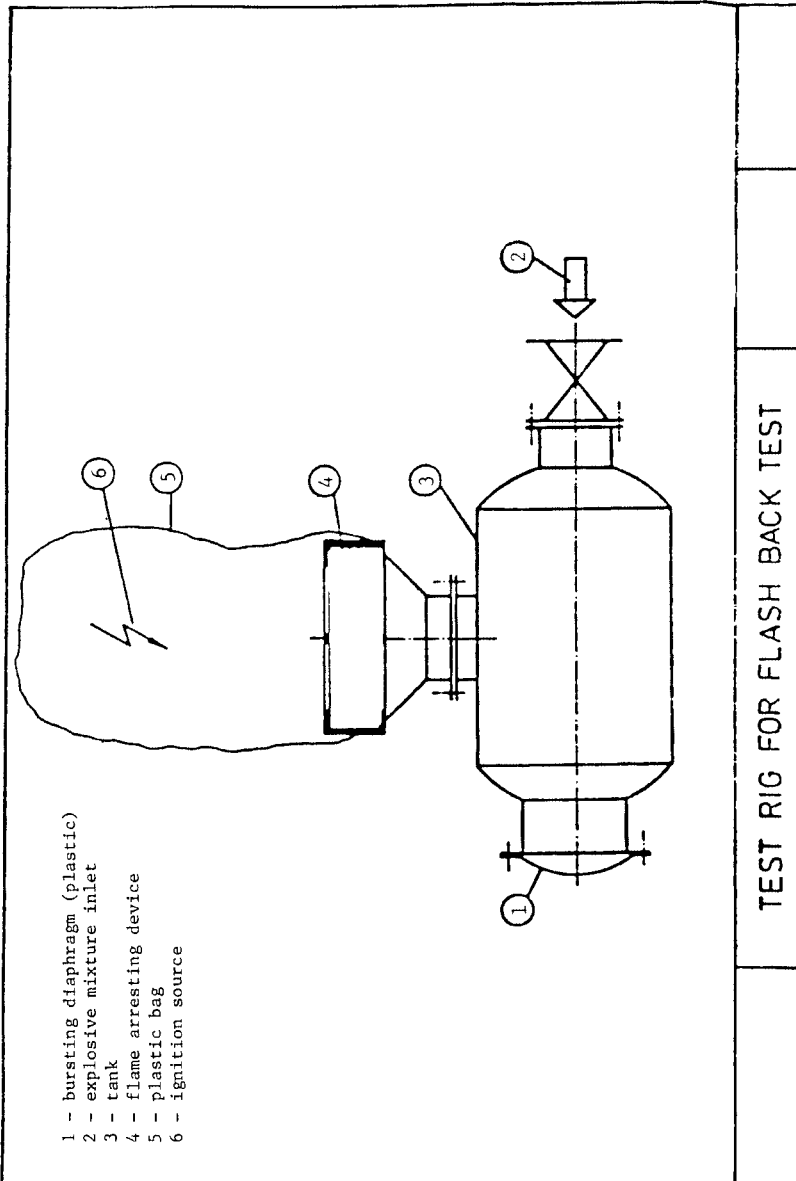 1 - bursting diaphragm (plastic)
2 - explosive mixture inlet
3 - tank
4 - flame arresting device
5 - plastic bag
6 - ignition source
6
5
4
3
2
1
TEST RIG FOR FLASH BACK TEST